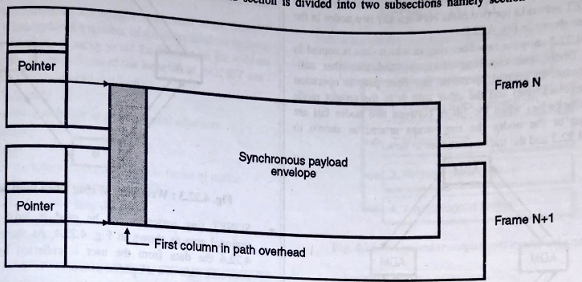 section is divided into two subsections namely section
Pointer
Frame N
Synchronous payload
envelope
Pointer
Frame N+1
First column in path overhead